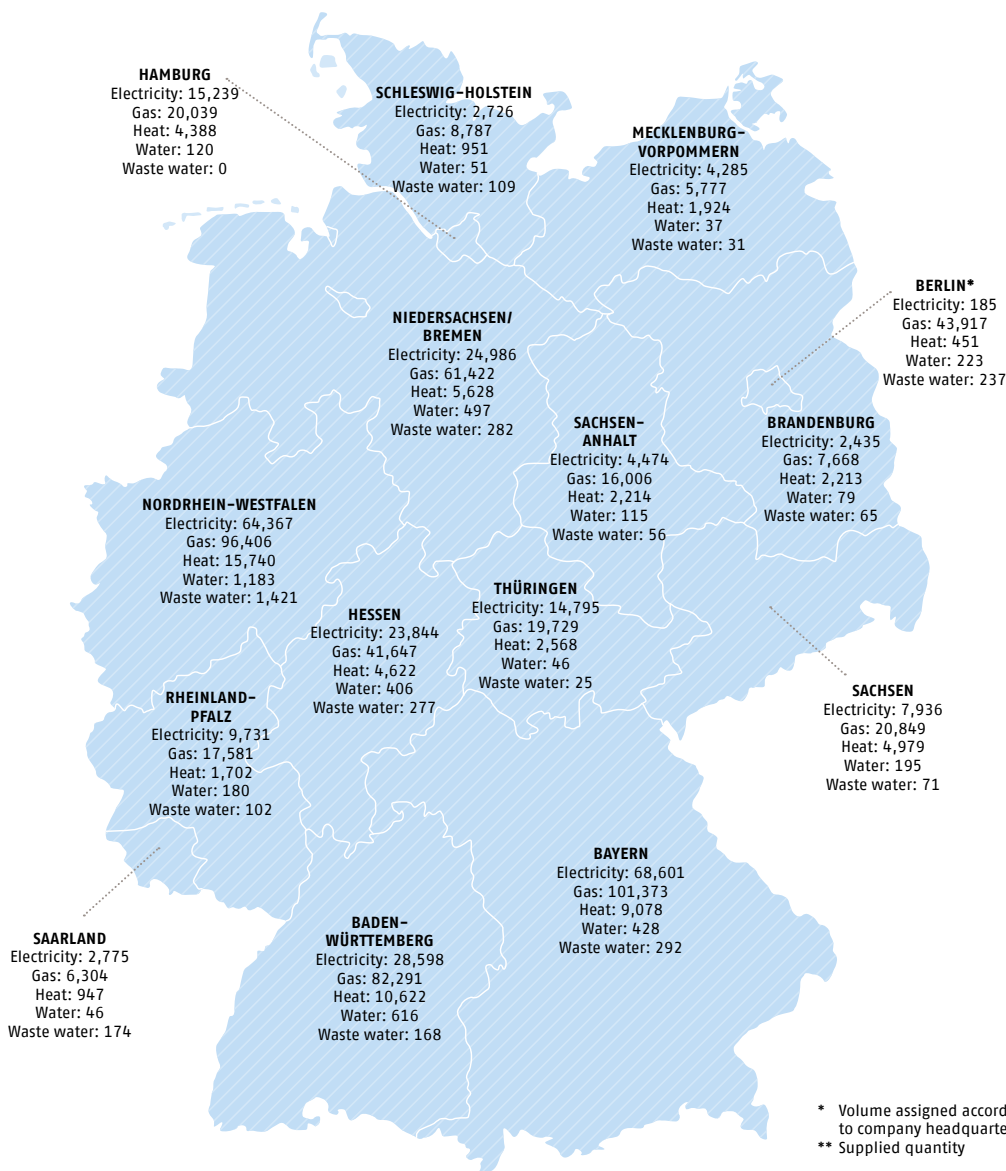 HAMBURG
Electricity: 15,239
Gas: 20,039
Heat: 4,388
Water: 120
Waste water: 0
SCHLESWIG-HOLSTEIN
Electricity: 2,726
Gas: 8,787
Heat: 951
Water: 51
Waste water: 109
MECKLENBURG-
VORPOMMERN
Electricity: 4,285
Gas: 5,777
Heat: 1,924
Water: 37
Waste water: 31
BERLIN*
Electricity: 185
Gas: 43,917
Heat: 451
Water: 223
Waste water: 237
NIEDERSACHSEN/
BREMEN
Electricity: 24,986
Gas: 61,422
Heat: 5,628
Water: 497
Waste water: 282
SACHSEN-
ANHALT
Electricity: 4,474
Gas: 16,006
Heat: 2,214
Water: 115
Waste water: 56
BRANDENBURG
Electricity: 2,435
Gas: 7,668
Heat: 2,213
Water: 79
Waste water: 65
NORDRHEIN-WESTFALEN
Electricity: 64,367
Gas: 96,406
Heat: 15,740
Water: 1,183
Waste water: 1,421
HESSEN
Electricity: 23,844
Gas: 41,647
Heat: 4,622
Water: 406
Waste water: 277
THÜRINGEN
Electricity: 14,795
Gas: 19,729
Heat: 2,568
Water: 46
Waste water: 25
SACHSEN
Electricity: 7,936
Gas: 20,849
Heat: 4,979
Water: 195
Waste water: 71
RHEINLAND-
PFALZ
Electricity: 9,731
Gas: 17,581
Heat: 1,702
Water: 180
Waste water: 102
SAARLAND
Electricity: 2,775
Gas: 6,304
Heat: 947
Water: 46
Waste water: 174
BADEN-
WÜRTTEMBERG
Electricity: 28,598
Gas: 82,291
Heat: 10,622
Water: 616
Waste water: 168
BAYERN
Electricity: 68,601
Gas: 101,373
Heat: 9,078
Water: 428
Waste water: 292
* Volume assigned accord
to company headquarte
** Supplied quantity